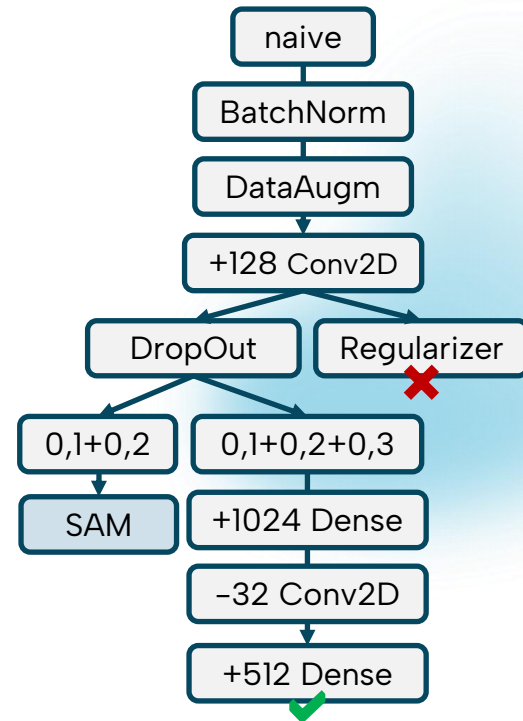 naive
BatchNorm
DataAugm
+128 Conv2D
DropOut
Regularizer
0,1+0,2
0,1+0,2+0,3
SAM
+1024 Dense
-32 Conv2D
+512 Dense